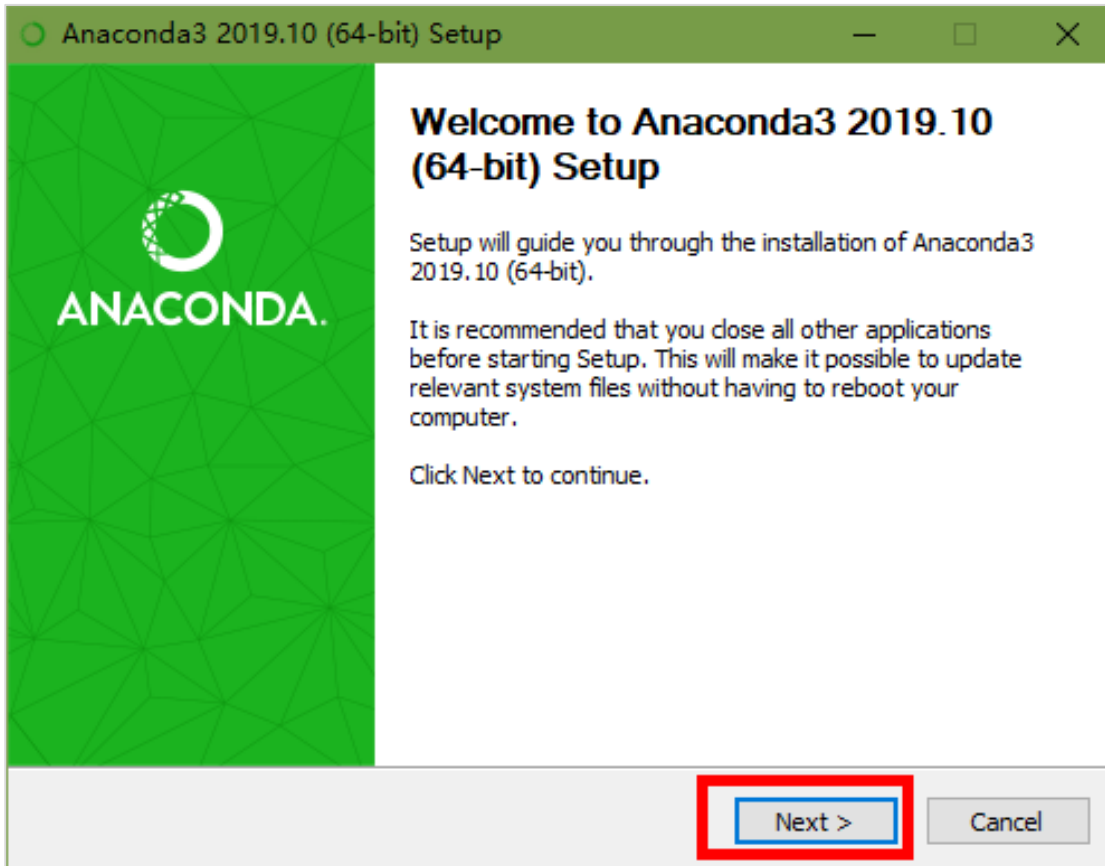 Anaconda3 2019.10 (64-bit) Setup
ANACONDA.
Welcome to Anaconda3 2019.10
(64-bit) Setup
Setup will guide you through the installation of Anaconda3
2019.10 (64-bit).
It is recommended that you close all other applications
before starting Setup. This will make it possible to update
relevant system files without having to reboot your
computer.
Click Next to continue.
Next >
Cancel